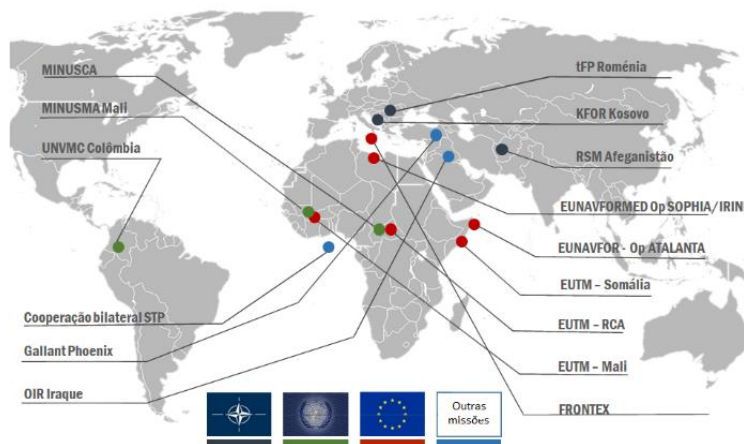 MINUSCA
MINUSMA Mali
UNVMC Colômbia
tFP Roménia
KFOR Kosovo
RSM Afeganistão
EUNAVFORMED Op SOPHIA/IRINI
EUNAVFOR - Op ATALANTA
EUTM – Somália
EUTM – RCA
EUTM – Mali
FRONTEX
Cooperação bilateral STP
Gallant Phoenix
OIR Iraque
Outras
missões